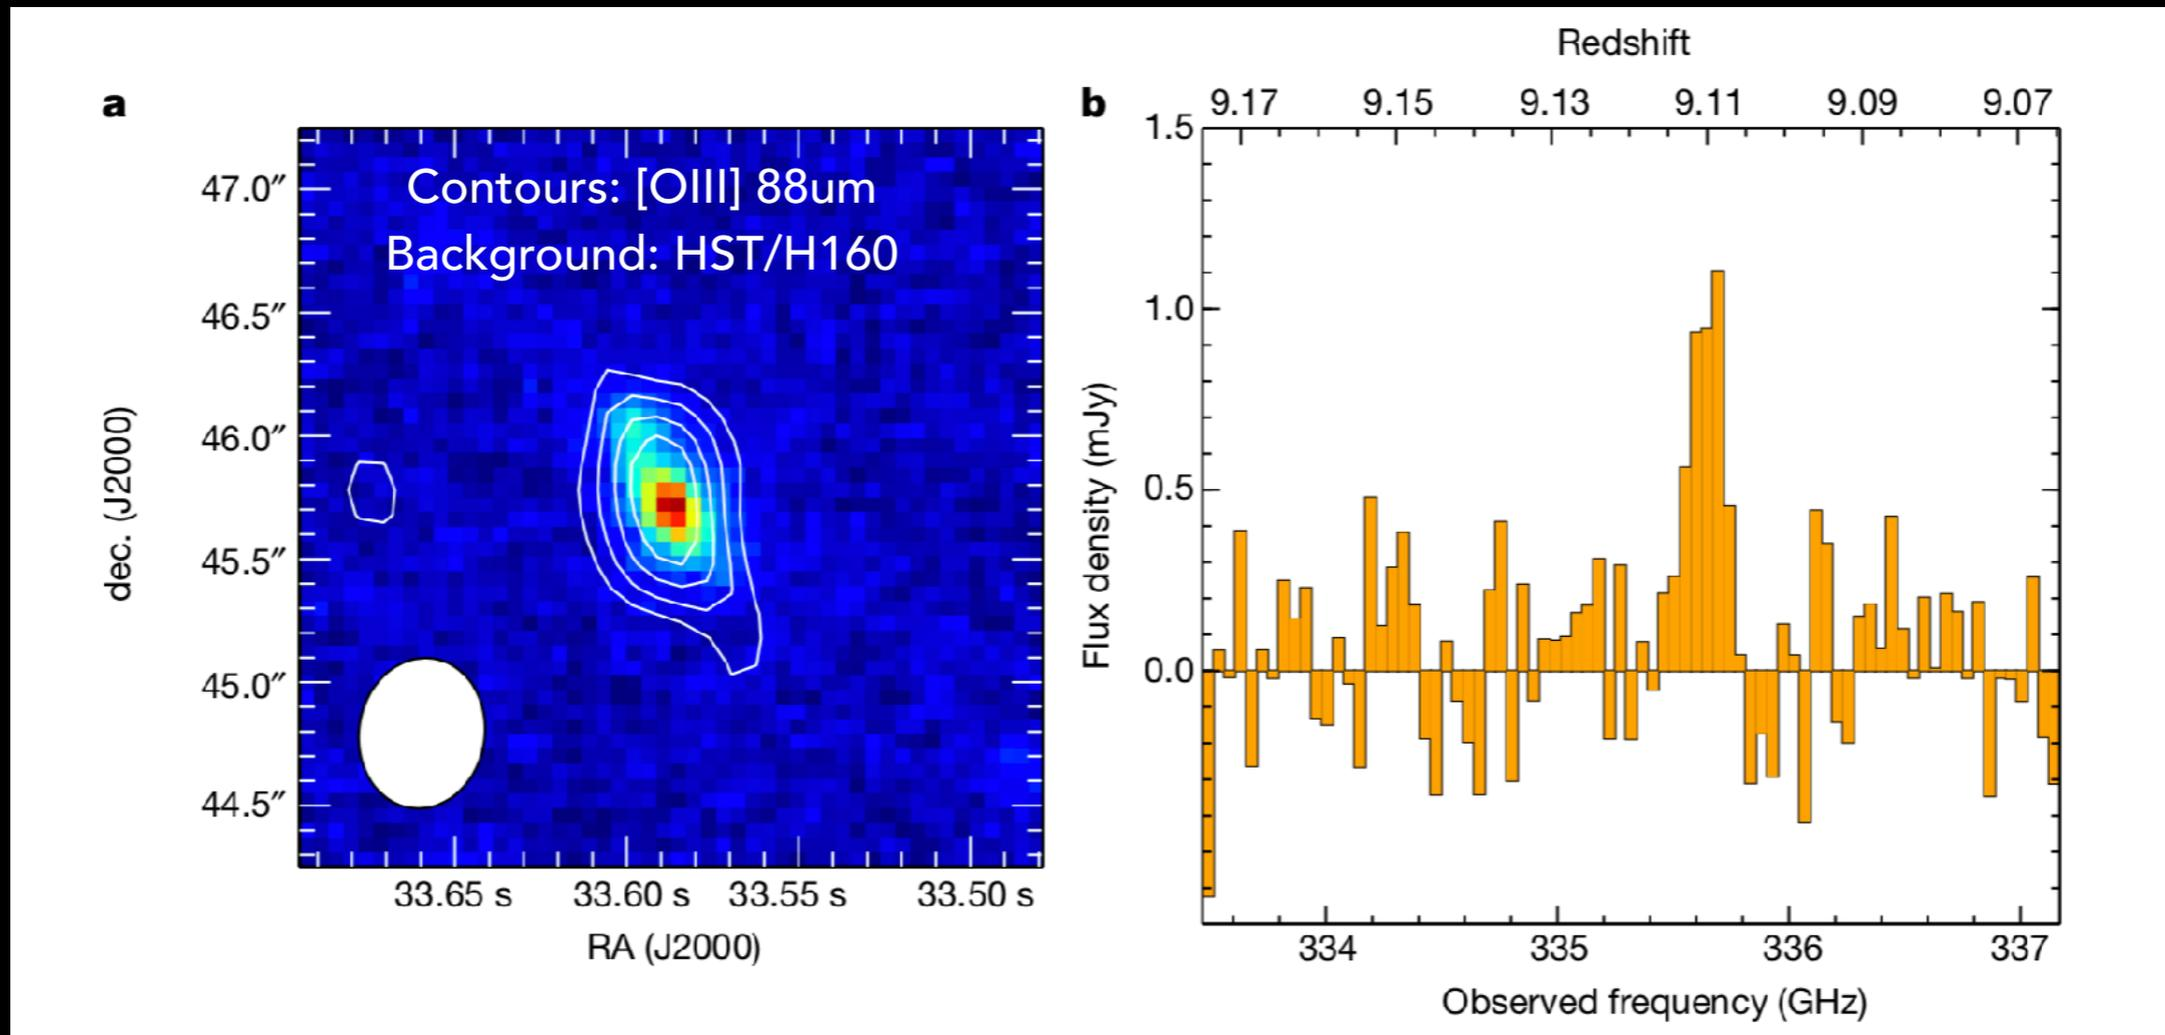 a
Contours: [OIII] 88um
Background: HST/H160
47.0″
46.5″
46.0″
45.5″
45.0″
44.5″
dec. (J2000)
33.65 s 33.60 s 33.55 s 33.50 s
RA (J2000)
b
Redshift
9.17 9.15 9.13 9.11 9.09 9.07
1.5
1.0
0.5
0.0
Flux density (mJy)
334 335 336 337
Observed frequency (GHz)